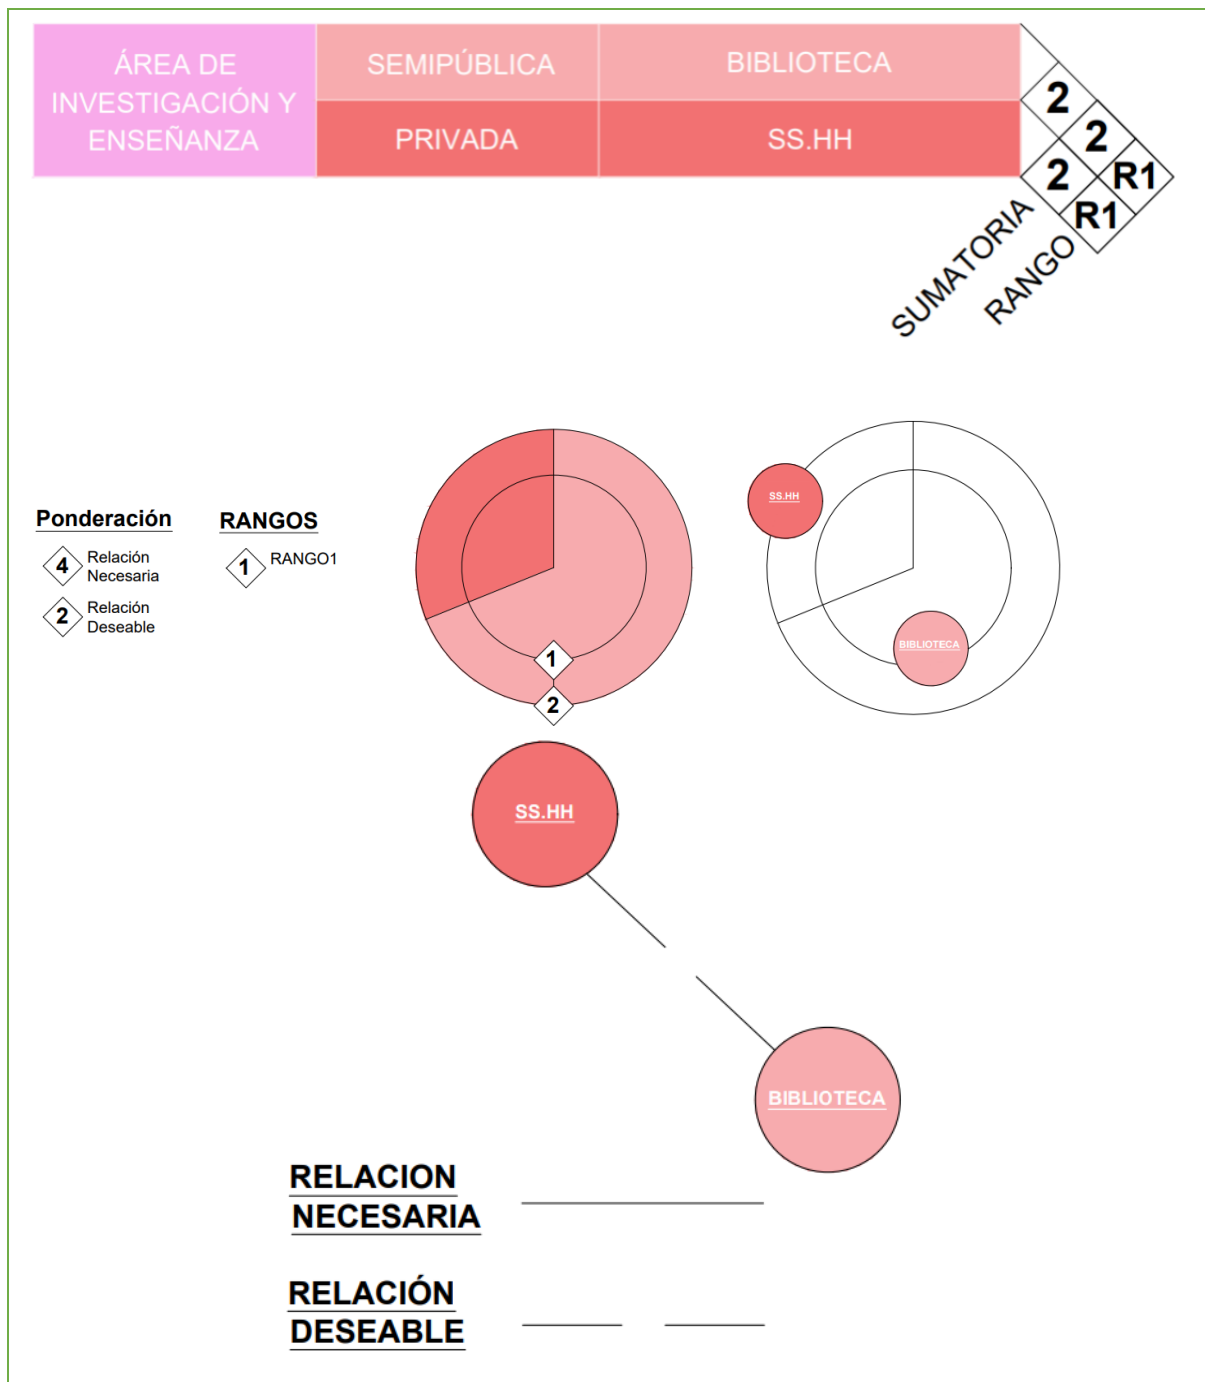 ÁREA DE
INVESTIGACIÓN Y
ENSEÑANZA
SEMIPÚBLICA
BIBLIOTECA
PRIVADA
SS.HH
2
2
2
R1
R1
SUMATORIA
RANGO
Ponderación
4
Relación
Necesaria
2
Relación
Deseable
RANGOS
1
RANGO1
1
2
SS.HH
BIBLIOTECA
SS.HH
BIBLIOTECA
RELACION
NECESARIA
RELACIÓN
DESEABLE